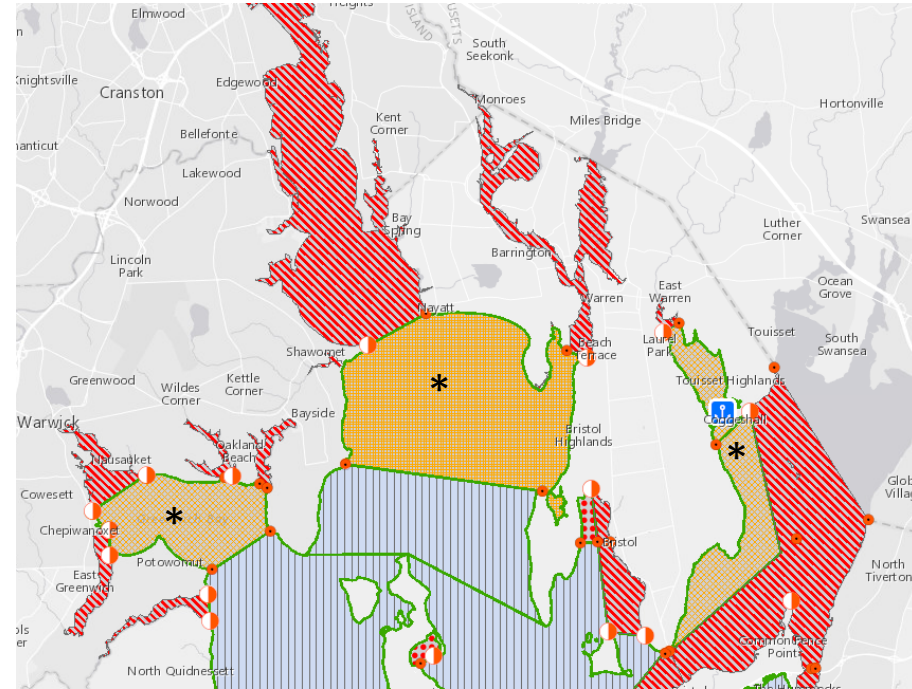 Elmwood
Heights
ISLAND
South
Seekonk
Knightsville
Cranston
Edgewood
Monroes
Hortonville
Kent
Corner
Miles Bridge
Bellefonte
Lakewood
Norwood
Bay
Spring
Luther
Corner
Swansea
Lincoln
Park
Barrington
Ocean
Grove
East
Warren
Warren
Nayatt
Touisset
South
Swansea
Shawomet
Beach
Terrace
Laurel
Park
Greenwood
Wildes
Corner
Kettle
Corner
Touisset Highlands
*
Bayside
Warwick
Coggeshall
Bristol
Highlands
Oakland
Beach
Nausauket
*
Cowesett
*
Chepiwanoxet
Bristol
Potowomut
East
Greenwich
North
Tiverton
Common Fence
Point
North Quidnessett